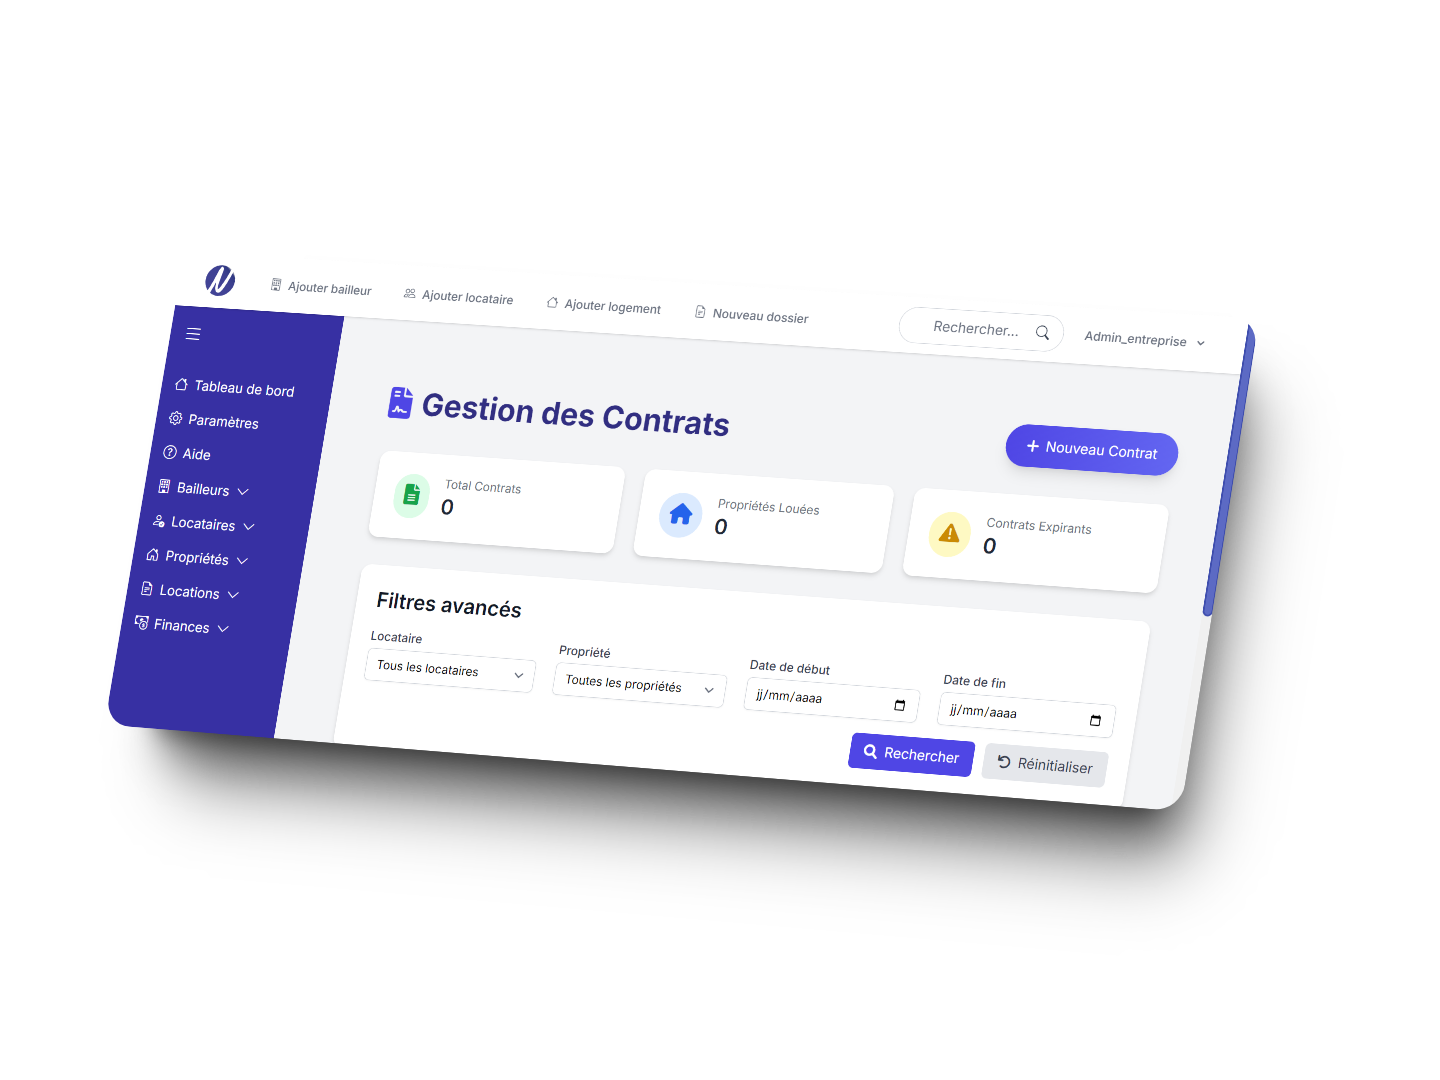 Ajouter bailleur
Ajouter locataire
Ajouter logement
Nouveau dossier
Rechercher...
Admin_entreprise
Tableau de bord
Paramètres
Aide
Bailleurs
Locataires
Propriétés
Locations
Finances
Gestion des Contrats
Nouveau Contrat
Total Contrats
0
Propriétés Louées
0
Contrats Expirants
0
Filtres avancés
Locataire
Tous les locataires
Propriété
Toutes les propriétés
Date de début
jj/mm/aaaa
Date de fin
jj/mm/aaaa
Rechercher
Réinitialiser